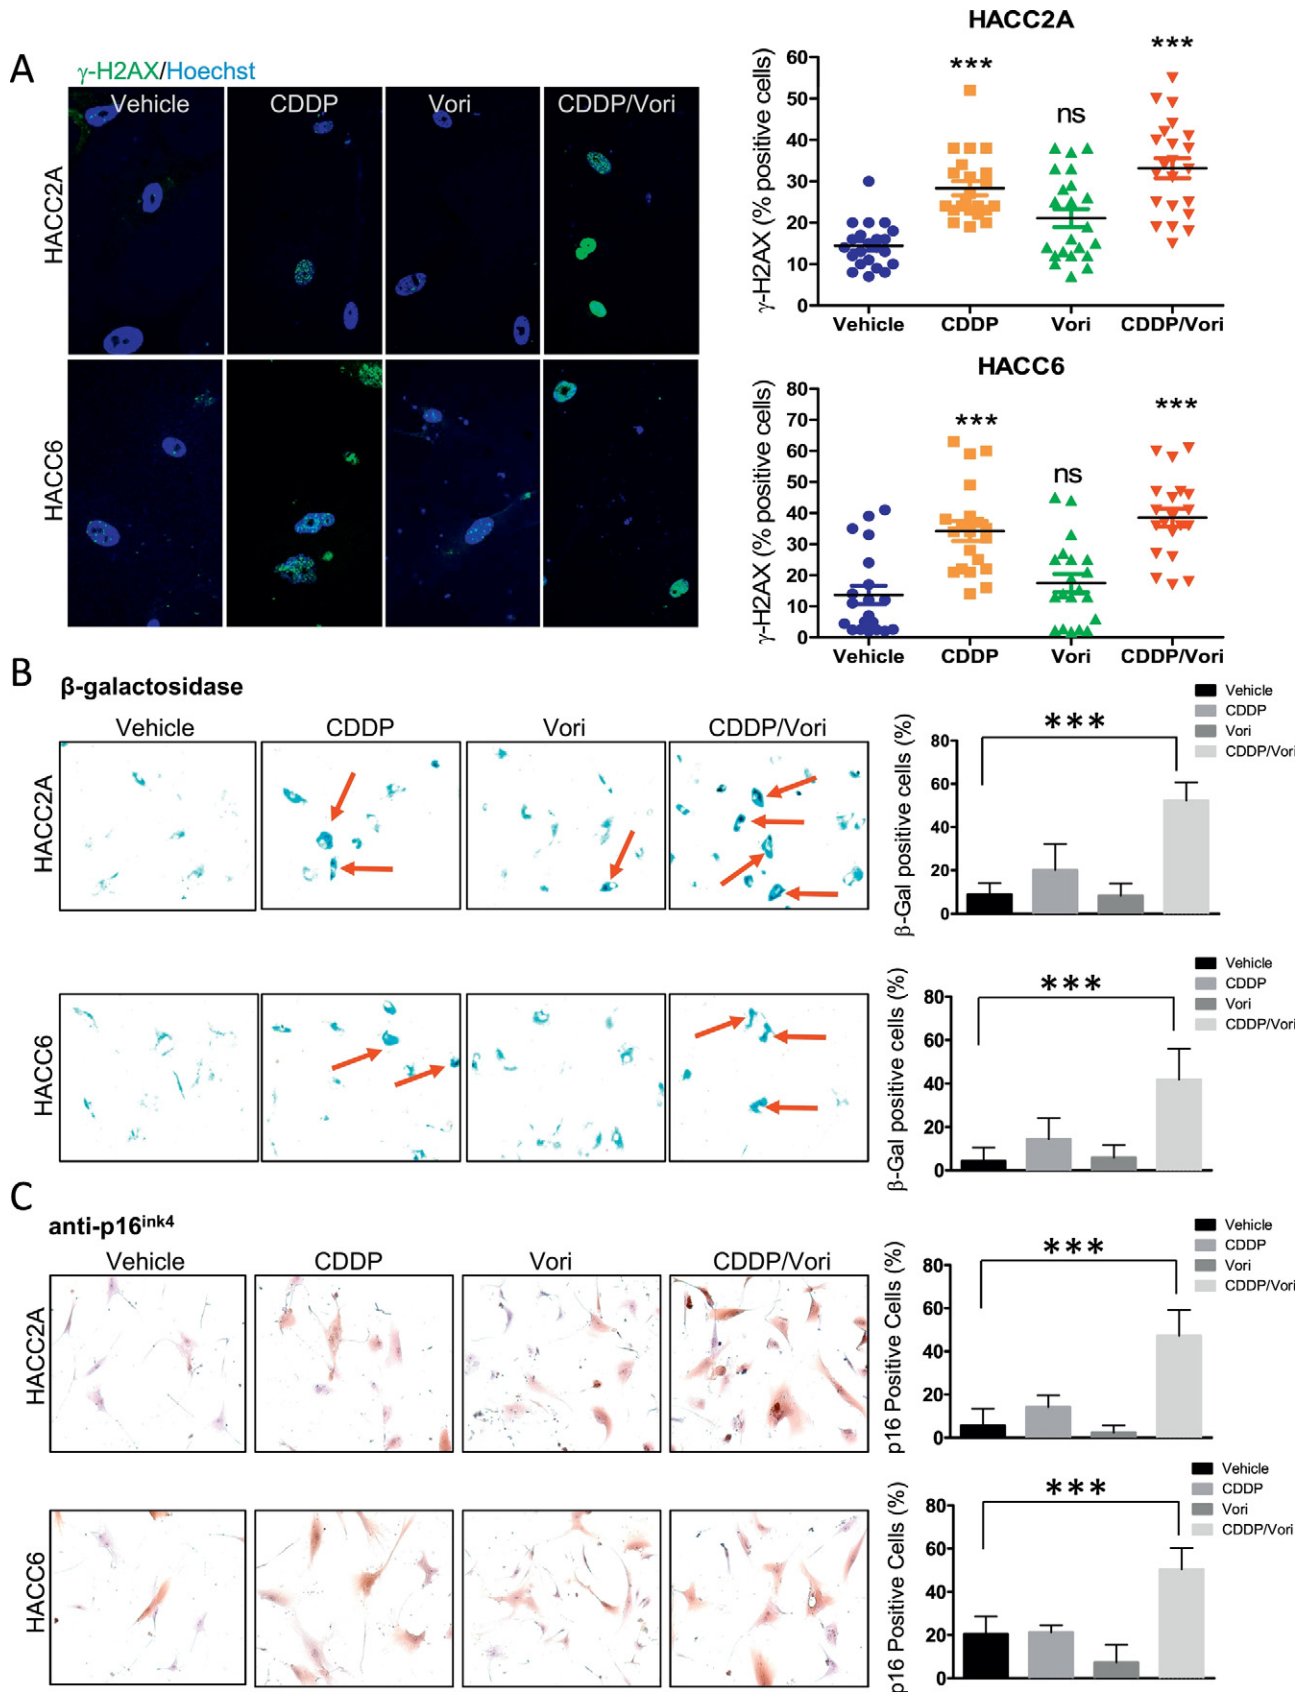 A
γ-H2AX/Hoechst
Vehicle
CDDP
Vori
CDDP/Vori
HACC2A
HACC6
HACC2A
γ-H2AX (% positive cells)
60
50
40
30
20
10
0
***
ns
***
Vehicle
CDDP
Vori
CDDP/Vori
HACC6
γ-H2AX (% positive cells)
80
70
60
50
40
30
20
10
0
***
ns
***
Vehicle
CDDP
Vori
CDDP/Vori
B
β-galactosidase
Vehicle
CDDP
Vori
CDDP/Vori
HACC2A
β-Gal positive cells (%)
80
60
40
20
0
***
Vehicle
CDDP
Vori
CDDP/Vori
HACC6
β-Gal positive cells (%)
80
60
40
20
0
***
Vehicle
CDDP
Vori
CDDP/Vori
C
anti-p16ink4
Vehicle
CDDP
Vori
CDDP/Vori
HACC2A
p16 Positive Cells (%)
80
60
40
20
0
***
Vehicle
CDDP
Vori
CDDP/Vori
HACC6
p16 Positive Cells (%)
80
60
40
20
0
***
Vehicle
CDDP
Vori
CDDP/Vori